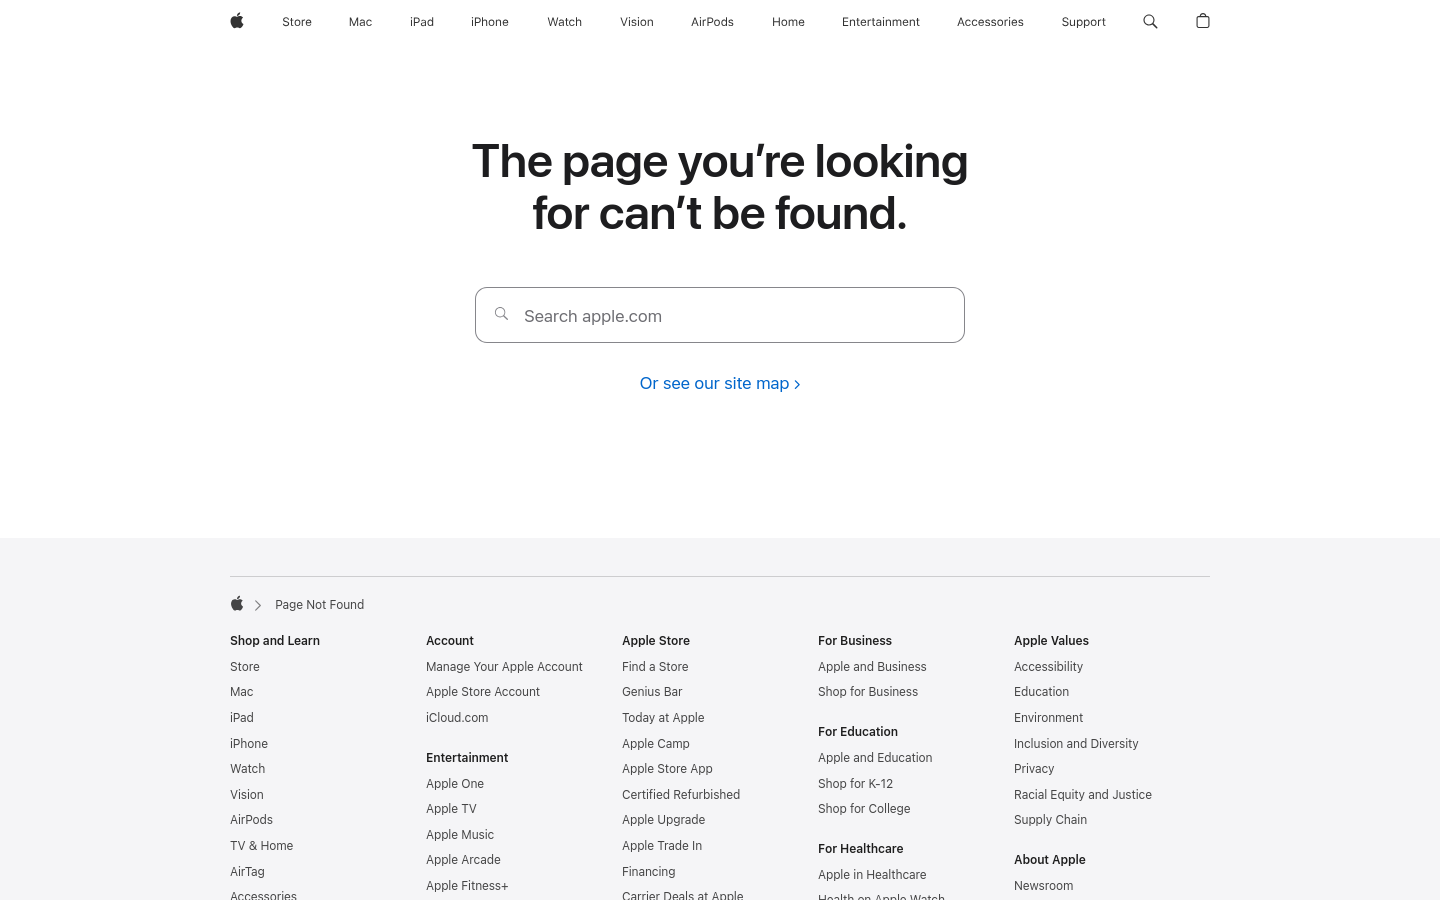 Store
Mac
iPad
iPhone
Watch
Vision
AirPods
Home
Entertainment
Accessories
Support
The page you’re looking
for can’t be found.
Search apple.com
Or see our site map
Page Not Found
Shop and Learn
Store
Mac
iPad
iPhone
Watch
Vision
AirPods
TV & Home
AirTag
Accessories
Account
Manage Your Apple Account
Apple Store Account
iCloud.com
Entertainment
Apple One
Apple TV
Apple Music
Apple Arcade
Apple Fitness+
Apple Store
Find a Store
Genius Bar
Today at Apple
Apple Camp
Apple Store App
Certified Refurbished
Apple Upgrade
Apple Trade In
Financing
Carrier Deals at Apple
For Business
Apple and Business
Shop for Business
For Education
Apple and Education
Shop for K-12
Shop for College
For Healthcare
Apple in Healthcare
Health on Apple Watch
Apple Values
Accessibility
Education
Environment
Inclusion and Diversity
Privacy
Racial Equity and Justice
Supply Chain
About Apple
Newsroom